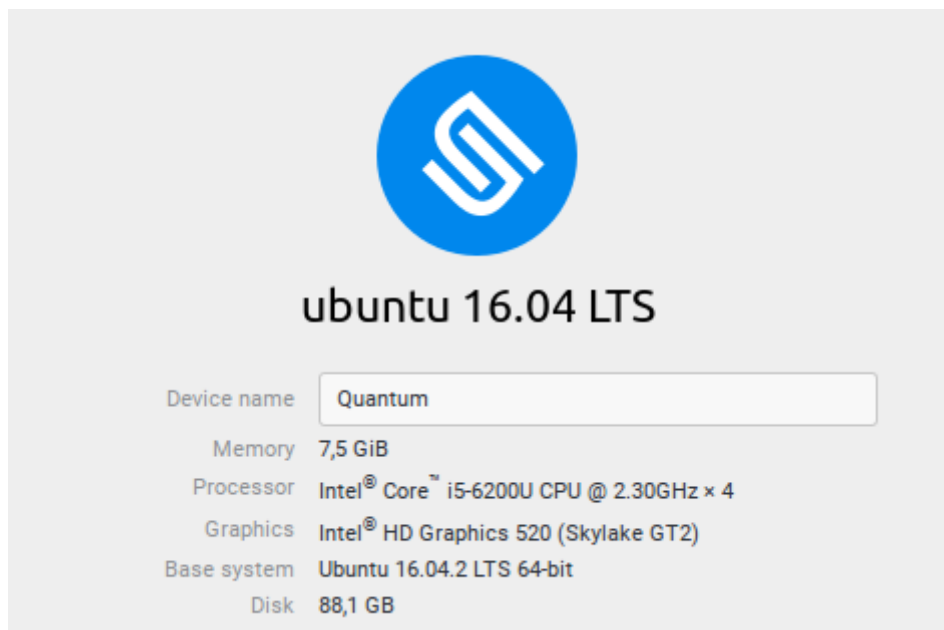 ubuntu 16.04 LTS
Device name Quantum
Memory 7,5 GiB
Processor Intel® Core™ i5-6200U CPU @ 2.30GHz × 4
Graphics Intel® HD Graphics 520 (Skylake GT2)
Base system Ubuntu 16.04.2 LTS 64-bit
Disk 88,1 GB